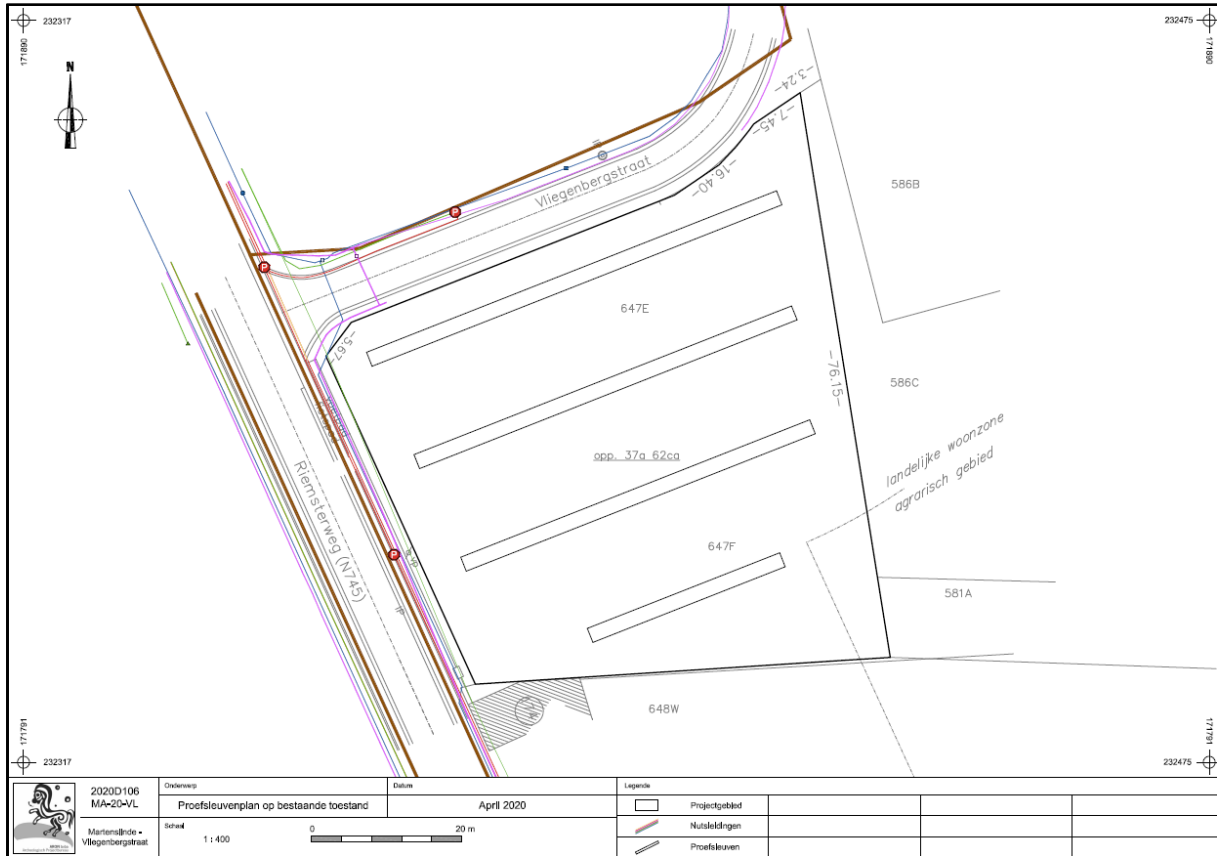 232317
171890
N
232475
171890
-3.24-
-7.45-
-16.40-
Vliegenbergstraat
586B
647E
-5.67-
-76.15-
586C
opp. 37a 62ca
landelijke woonzone
agrarisch gebied
Riemsterweg (N745)
647F
581A
648W
171791
232317
171791
232475
2020D106
MA-20-VL
Martenslinde -
Vliegenbergstraat
Onderwerp
Proefsleuvenplan op bestaande toestand
Datum
April 2020
Schaal
1 : 400
0
20 m
Legende
Projectgebied
Nutsleidingen
Proefsleuven
P
P
P